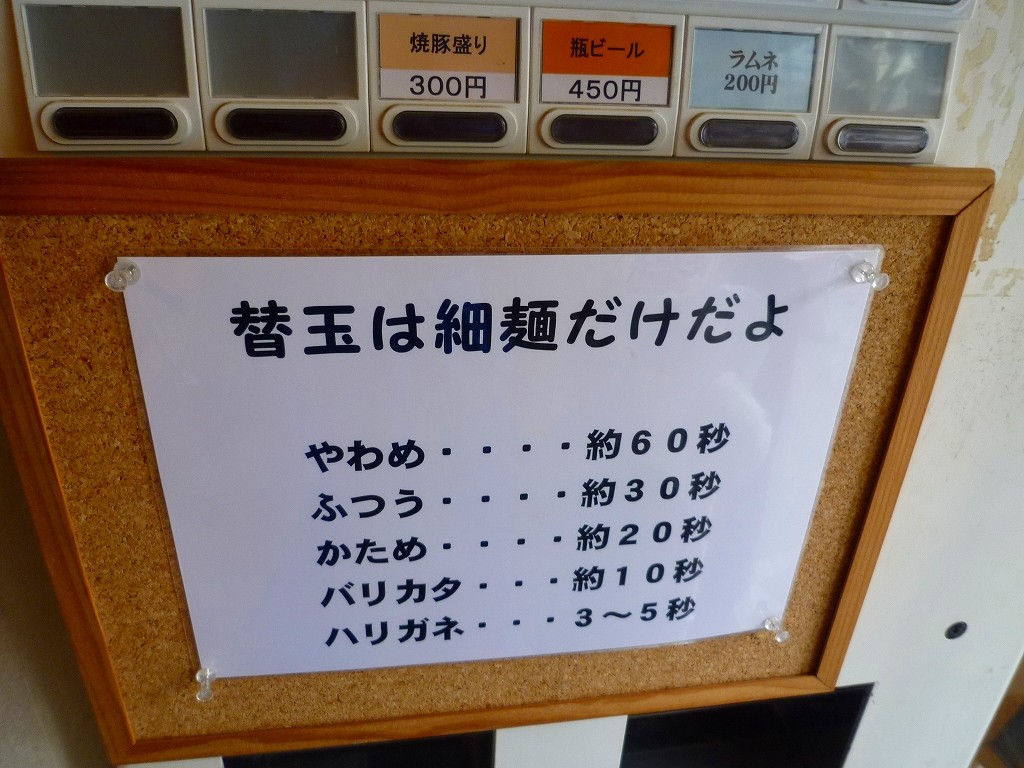 焼豚盛り
300円
瓶ビール
450円
ラムネ
200円
替玉は細麺だけだよ
やわめ・・・・約60秒
ふつう・・・・約30秒
かため・・・・約20秒
バリカタ・・・約10秒
ハリガネ・・・3〜5秒